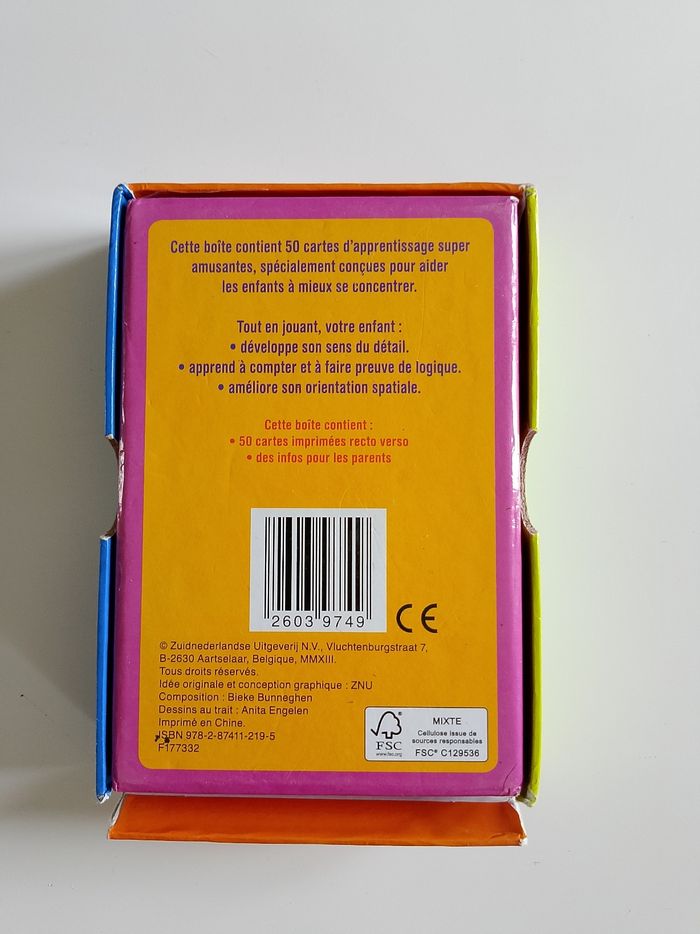 Cette boîte contient 50 cartes d'apprentissage super
amusantes, spécialement conçues pour aider
les enfants à mieux se concentrer.
Tout en jouant, votre enfant :
• développe son sens du détail.
• apprend à compter et à faire preuve de logique.
• améliore son orientation spatiale.
Cette boîte contient :
• 50 cartes imprimées recto verso
• des infos pour les parents
2603 9749
CE
© Zuidnederlandse Uitgeverij N.V., Vluchtenburgstraat 7,
B-2630 Aartselaar, Belgique, MMXIII.
Tous droits réservés.
Idée originale et conception graphique : ZNU
Composition : Bieke Bunneghen
Dessins au trait : Anita Engelen
Imprimé en Chine.
ISBN 978-2-87411-219-5
F177332
FSC
www.fsc.org
MIXTE
Cellulose issue de
sources responsables
FSC® C129536